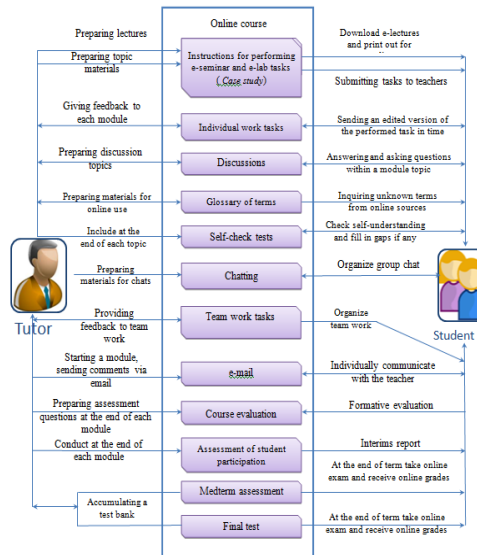 Online course
Preparing lectures
Preparing topic
materials
Instructions for performing
e-seminar and e-lab tasks
( Case study)
Download e-lectures
and print out for
Submitting tasks to teachers
Giving feedback to
each module
Individual work tasks
Sending an edited version of
the performed task in time
Preparing discussion
topics
Discussions
Answering and asking questions
within a module topic
Preparing materials for
online use
Glossary of terms
Inquiring unknown terms
from online sources
Include at the
end of each topic
Self-check tests
Check self-understanding
and fill in gaps if any
Preparing
materials for chats
Chatting
Organize group chat
Tutor
Student
Providing
feedback to team
work
Team work tasks
Organize
team work
Starting a module,
sending comments via
email
e-mail
Individually communicate
with the teacher
Preparing assessment
questions at the end of each
module
Course evaluation
Formative evaluation
Conduct at the end of
each module
Assessment of student
participation
Interims report
Medterm assessment
At the end of term take online
exam and receive online grades
Accumulating a
test bank
Final test
At the end of term take online
exam and receive online grades